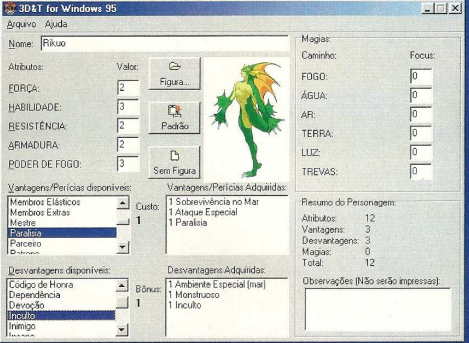 3D&T for Windows 95
Arquivo Ajuda
Nome: Rikuo
Atributos: Valor:
FORÇA: 2
HABILIDADE: 3
RESISTÊNCIA: 2
ARMADURA: 2
PODER DE FOGO: 3
Figura...
Padrão
Sem Figura
Magias:
Caminho: Focus:
FOGO: 0
ÁGUA: 0
AR: 0
TERRA: 0
LUZ: 0
TREVAS: 0
Vantagens/Perícias disponíveis:
Membros Elásticos
Membros Extras
Mestre
Paralisia
Parceiro
Patrono
Custo:
1
Vantagens/Perícias Adquiridas:
1 Sobrevivência no Mar
1 Ataque Especial
1 Paralisia
Resumo do Personagem:
Atributos: 12
Vantagens: 3
Desvantagens: 3
Magias: 0
Total: 12
Desvantagens disponíveis:
Código de Honra
Dependência
Devoção
Inculto
Inimigo
Insano
Bônus:
1
Desvantagens Adquiridas:
1 Ambiente Especial (mar)
1 Monstruoso
1 Inculto
Observações (Não serão impressas):